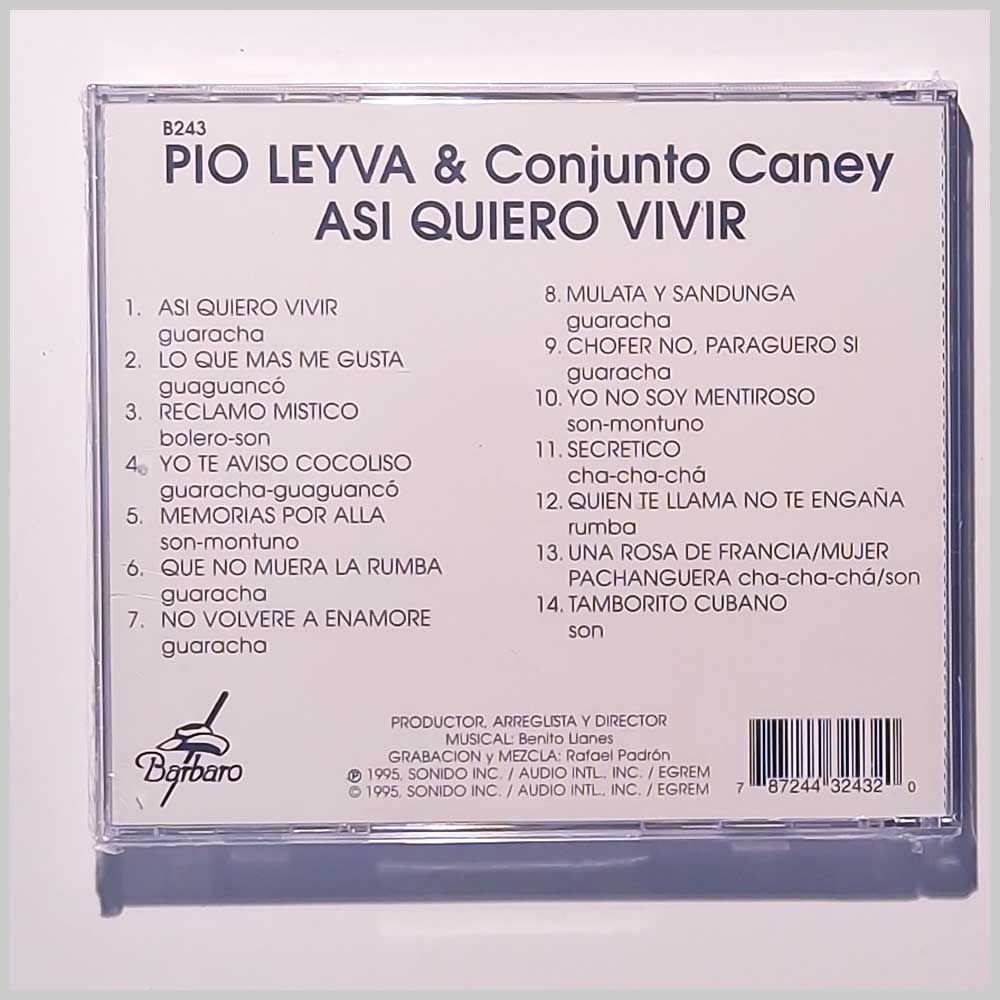 B243
PIO LEYVA & Conjunto Caney
ASI QUIERO VIVIR
1. ASI QUIERO VIVIR
guaracha
2. LO QUE MAS ME GUSTA
guaguancó
3. RECLAMO MISTICO
bolero-son
4. YO TE AVISO COCOLISO
guaracha-guaguancó
5. MEMORIAS POR ALLA
son-montuno
6. QUE NO MUERA LA RUMBA
guaracha
7. NO VOLVERE A ENAMORE
guaracha
8. MULATA Y SANDUNGA
guaracha
9. CHOFER NO, PARAGUERO SI
guaracha
10. YO NO SOY MENTIROSO
son-montuno
11. SECRETICO
cha-cha-chá
12. QUIEN TE LLAMA NO TE ENGAÑA
rumba
13. UNA ROSA DE FRANCIA/MUJER
PACHANGUERA cha-cha-chá/son
14. TAMBORITO CUBANO
son
Bárbaro
PRODUCTOR, ARREGLISTA Y DIRECTOR
MUSICAL: Benito Llanes
GRABACION y MEZCLA: Rafael Padrón
℗ 1995, SONIDO INC. / AUDIO INTL., INC. / EGREM
© 1995, SONIDO INC. / AUDIO INTL., INC. / EGREM
7 87244 32432 0